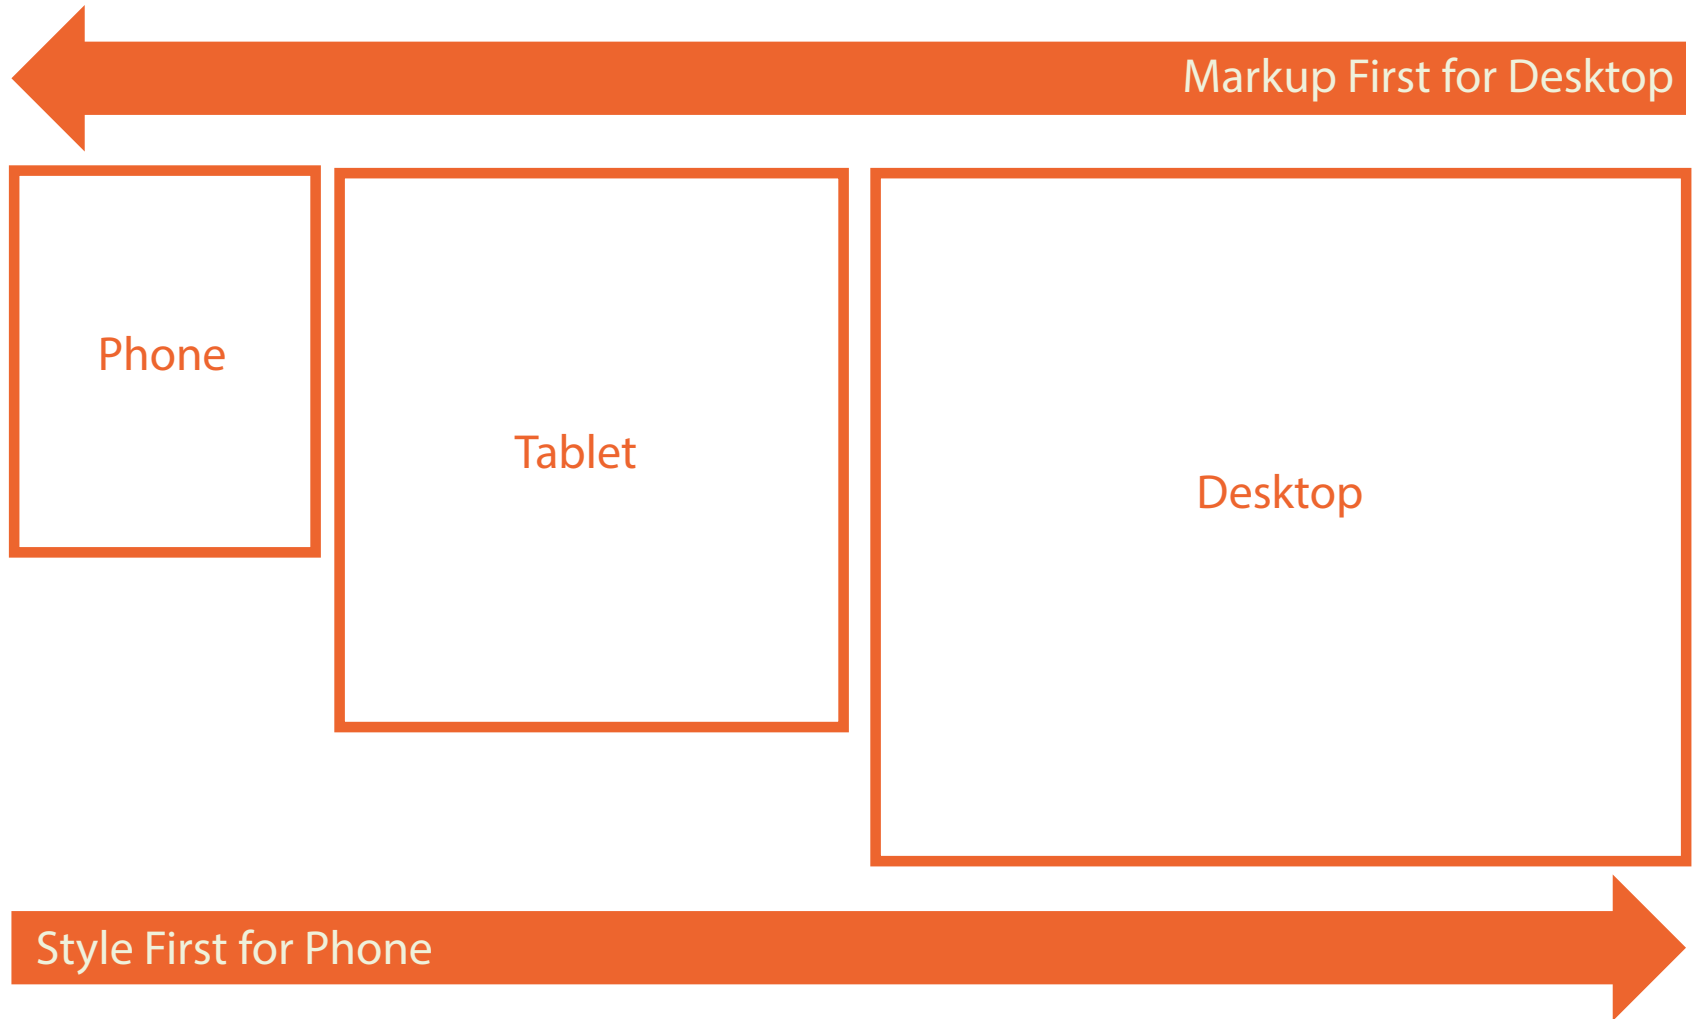 Markup First for Desktop
Phone
Tablet
Desktop
Style First for Phone